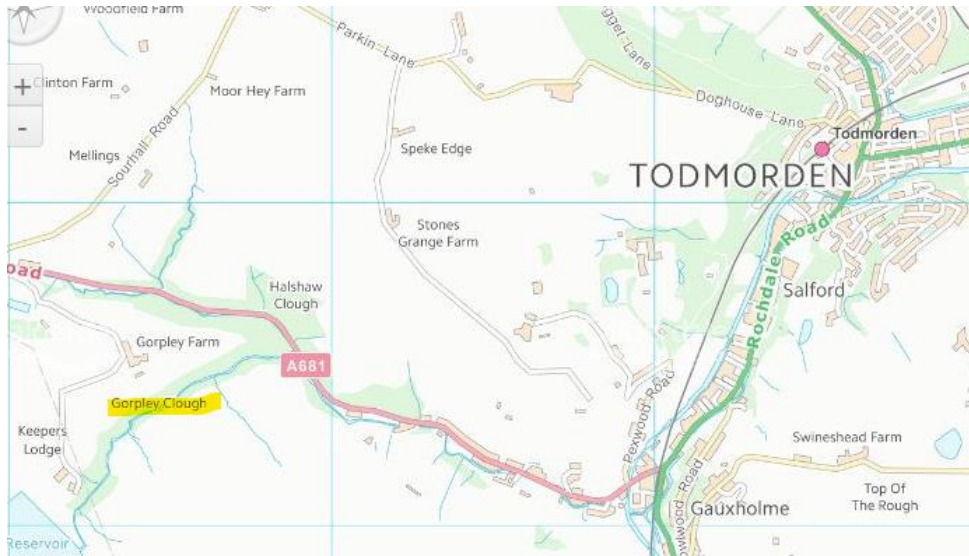 Woodfield Farm
Parkin Lane
Doghouse Lane
+
Clinton Farm
Moor Hey Farm
-
Sourhall Road
Mellings
Speke Edge
Todmorden
TODMORDEN
Stones
Grange Farm
Rochdale Road
oad
Halshaw
Clough
Salford
Gorpley Farm
A681
Gorpley Clough
Pexwood Road
Keepers
Lodge
Swineshead Farm
Top Of
The Rough
Gauxholme
Reservoir